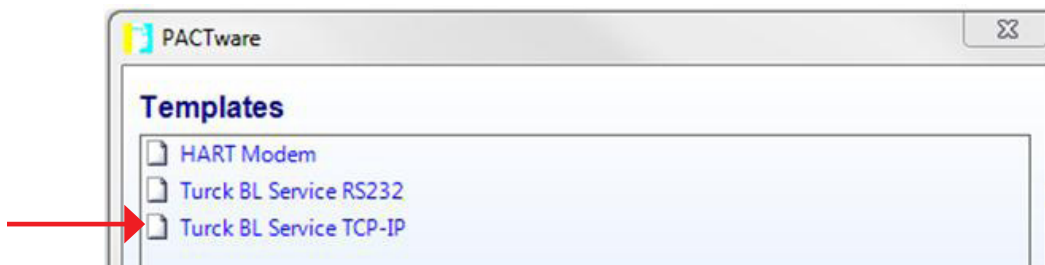 PACTware
Templates
HART Modem
Turck BL Service RS232
Turck BL Service TCP-IP